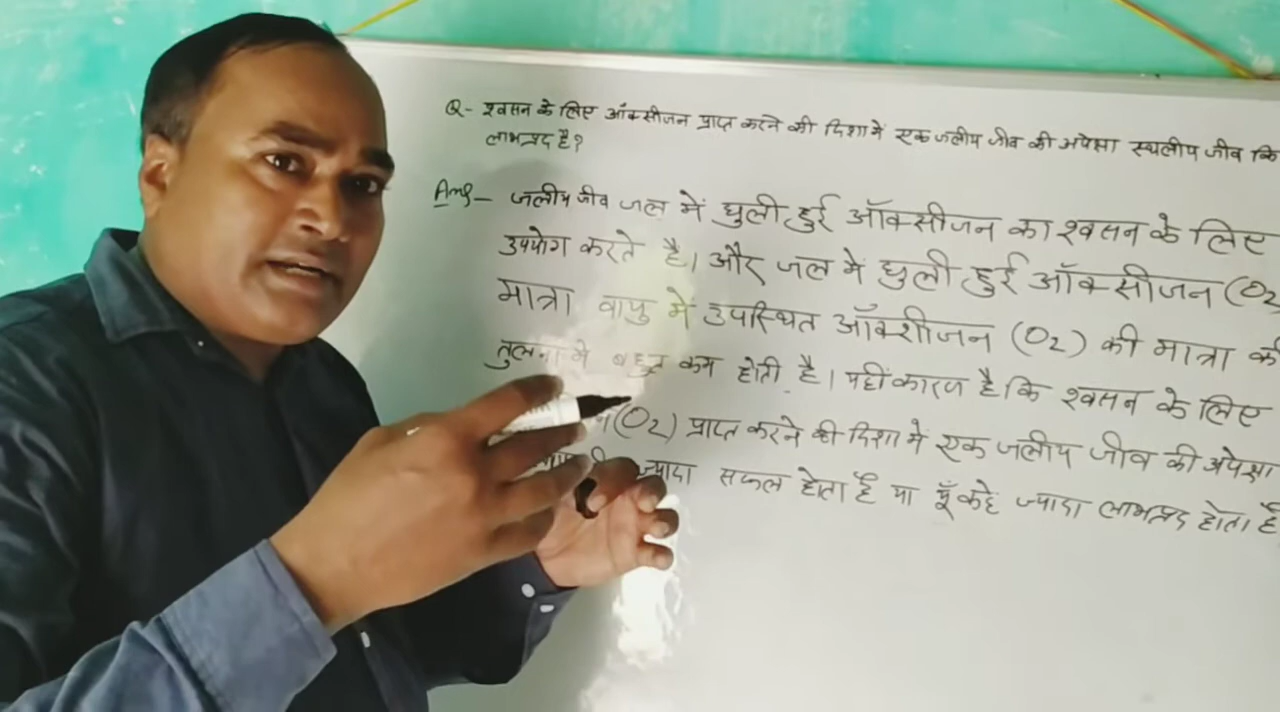 Q- श्वसन के लिए ऑक्सीजन प्राप्त करने की दिशा में एक जलीय जीव की अपेक्षा स्थलीय जीव कि
लाभप्रद है?
Ans- जलीय जीव जल में घुली हुई ऑक्सीजन का श्वसन के लिए
उपयोग करते है। और जल में घुली हुई ऑक्सीजन (O₂
मात्रा वायु में उपस्थित ऑक्शीजन (O₂) की मात्रा की
तुलना में बहुत कम होती है। यही कारण है कि श्वसन के लिए
(O₂) प्राप्त करने की दिशा में एक जलीय जीव की अपेक्षा
ज्यादा सफल होता है या यूँ कहे ज्यादा लाभप्रद होता है